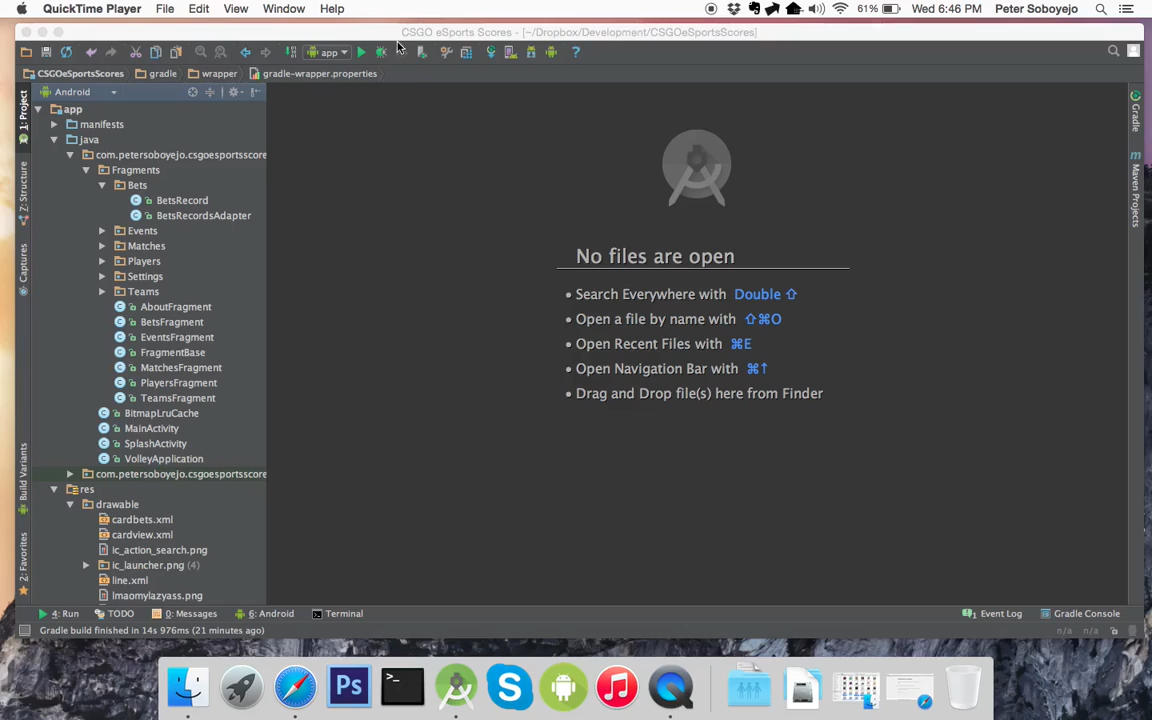 QuickTime Player File Edit View Window Help 61% Wed 6:46 PM Peter Soboyejo
CSGO eSports Scores - [~/Dropbox/Development/CSGOeSportsScores]
app
CSGOeSportsScores gradle wrapper gradle-wrapper.properties
Android
1: Project
7: Structure
Captures
Build Variants
2: Favorites
app
manifests
java
com.petersoboyejo.csgoesportsscore
Fragments
Bets
BetsRecord
BetsRecordsAdapter
Events
Matches
Players
Settings
Teams
AboutFragment
BetsFragment
EventsFragment
FragmentBase
MatchesFragment
PlayersFragment
TeamsFragment
BitmapLruCache
MainActivity
SplashActivity
VolleyApplication
com.petersoboyejo.csgoesportsscore
res
drawable
cardbets.xml
cardview.xml
ic_action_search.png
ic_launcher.png (4)
line.xml
lmaomylazyass.png
No files are open
• Search Everywhere with Double ⇧
• Open a file by name with ⇧⌘O
• Open Recent Files with ⌘E
• Open Navigation Bar with ⌘↑
• Drag and Drop file(s) here from Finder
Gradle
m Maven Projects
4: Run TODO 0: Messages 6: Android Terminal 1 Event Log Gradle Console
Gradle build finished in 14s 976ms (21 minutes ago) n/a n/a
Ps
>_
S